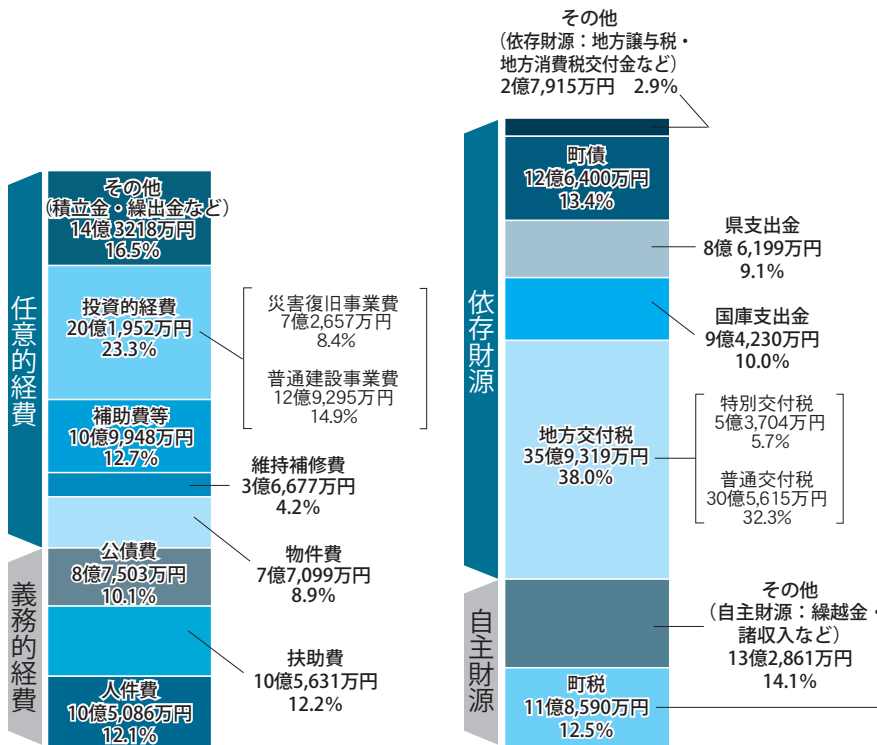 任意的経費
その他
(積立金・繰出金など)
14億 3218万円
16.5%
投資的経費
20億1,952万円
23.3%
災害復旧事業費
7億2,657万円
8.4%
普通建設事業費
12億9,295万円
14.9%
補助費等
10億9,948万円
12.7%
維持補修費
3億6,677万円
4.2%
物件費
7億7,099万円
8.9%
義務的経費
公債費
8億7,503万円
10.1%
扶助費
10億5,631万円
12.2%
人件費
10億5,086万円
12.1%
その他
(依存財源:地方譲与税・
地方消費税交付金など)
2億7,915万円 2.9%
依存財源
町債
12億6,400万円
13.4%
県支出金
8億 6,199万円
9.1%
国庫支出金
9億4,230万円
10.0%
地方交付税
35億9,319万円
38.0%
特別交付税
5億3,704万円
5.7%
普通交付税
30億5,615万円
32.3%
自主財源
その他
(自主財源:繰越金・
諸収入など)
13億2,861万円
14.1%
町税
11億8,590万円
12.5%